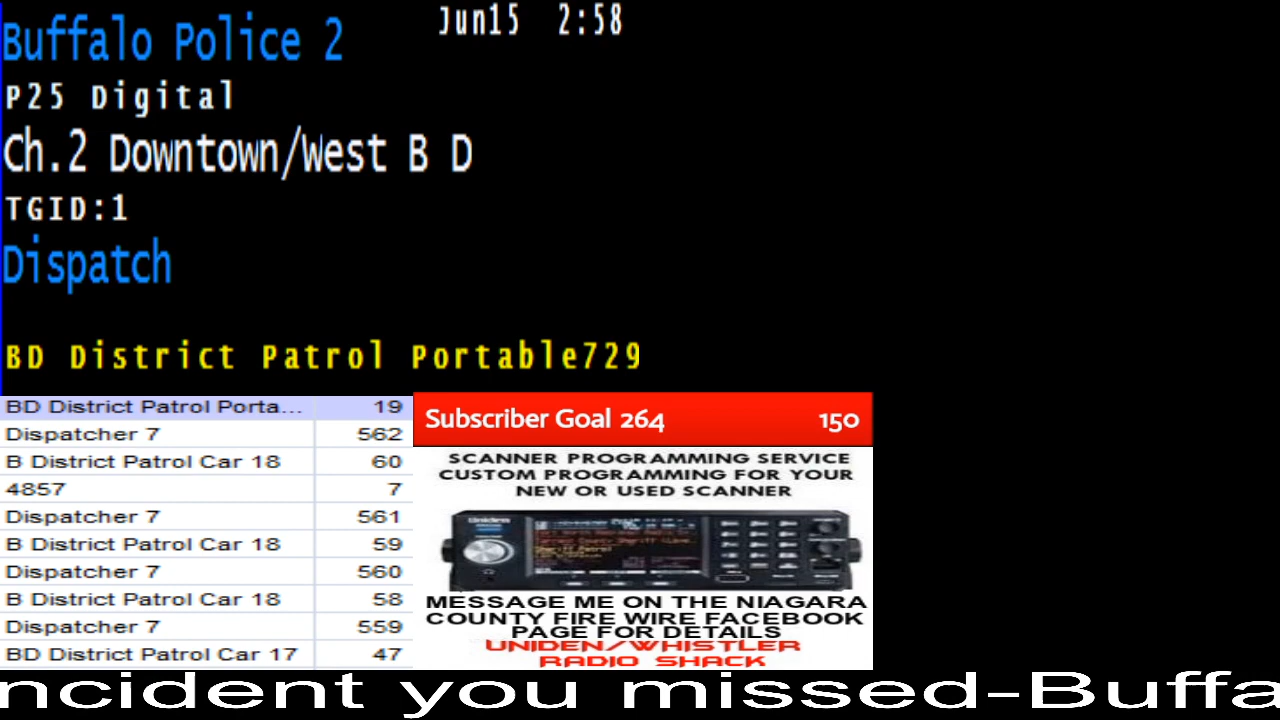 Buffalo Police 2
Jun15 2:58
P25 Digital
Ch.2 Downtown/West B D
TGID:1
Dispatch
BD District Patrol Portable729
BD District Patrol Porta... 19
Dispatcher 7 562
B District Patrol Car 18 60
4857 7
Dispatcher 7 561
B District Patrol Car 18 59
Dispatcher 7 560
B District Patrol Car 18 58
Dispatcher 7 559
BD District Patrol Car 17 47
Subscriber Goal 264 150
SCANNER PROGRAMMING SERVICE
CUSTOM PROGRAMMING FOR YOUR
NEW OR USED SCANNER
Uniden
MESSAGE ME ON THE NIAGARA
COUNTY FIRE WIRE FACEBOOK
PAGE FOR DETAILS
UNIDEN/WHISTLER
RADIO SHACK
ncident you missed-Buffa